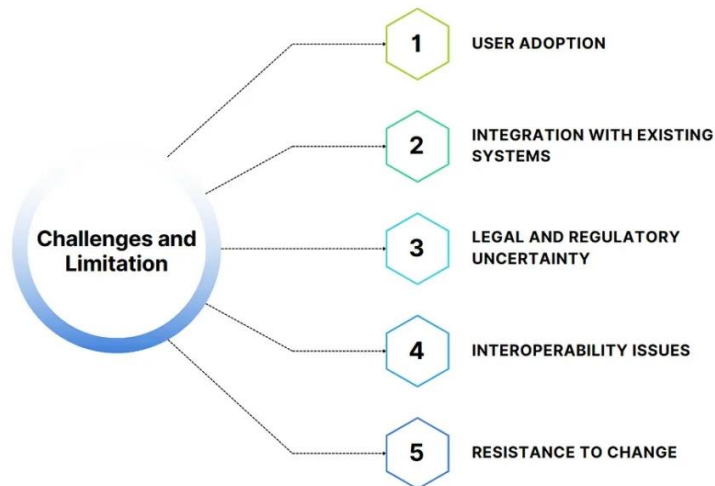 Challenges and
Limitation
1
USER ADOPTION
2
INTEGRATION WITH EXISTING
SYSTEMS
3
LEGAL AND REGULATORY
UNCERTAINTY
4
INTEROPERABILITY ISSUES
5
RESISTANCE TO CHANGE